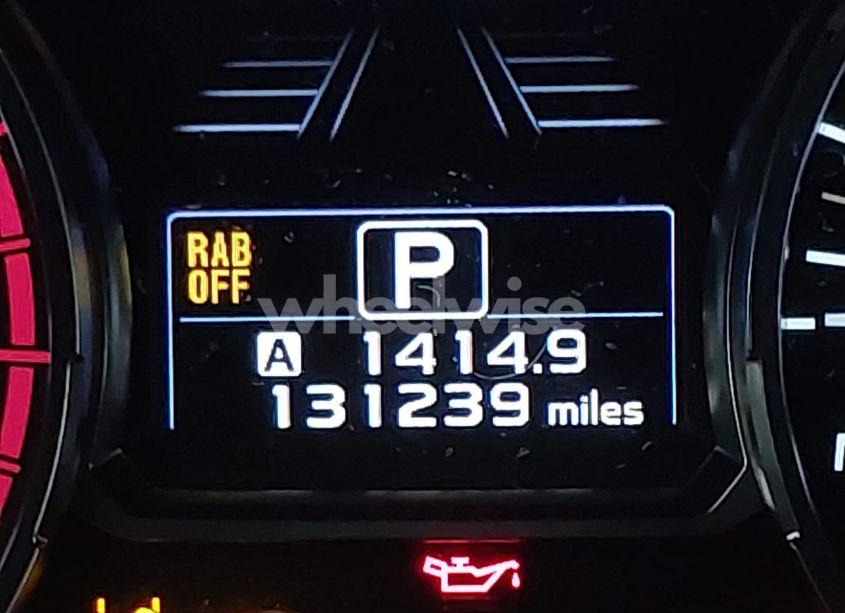 RAB
OFF
P
wheelwise
A 1414.9
131239 miles